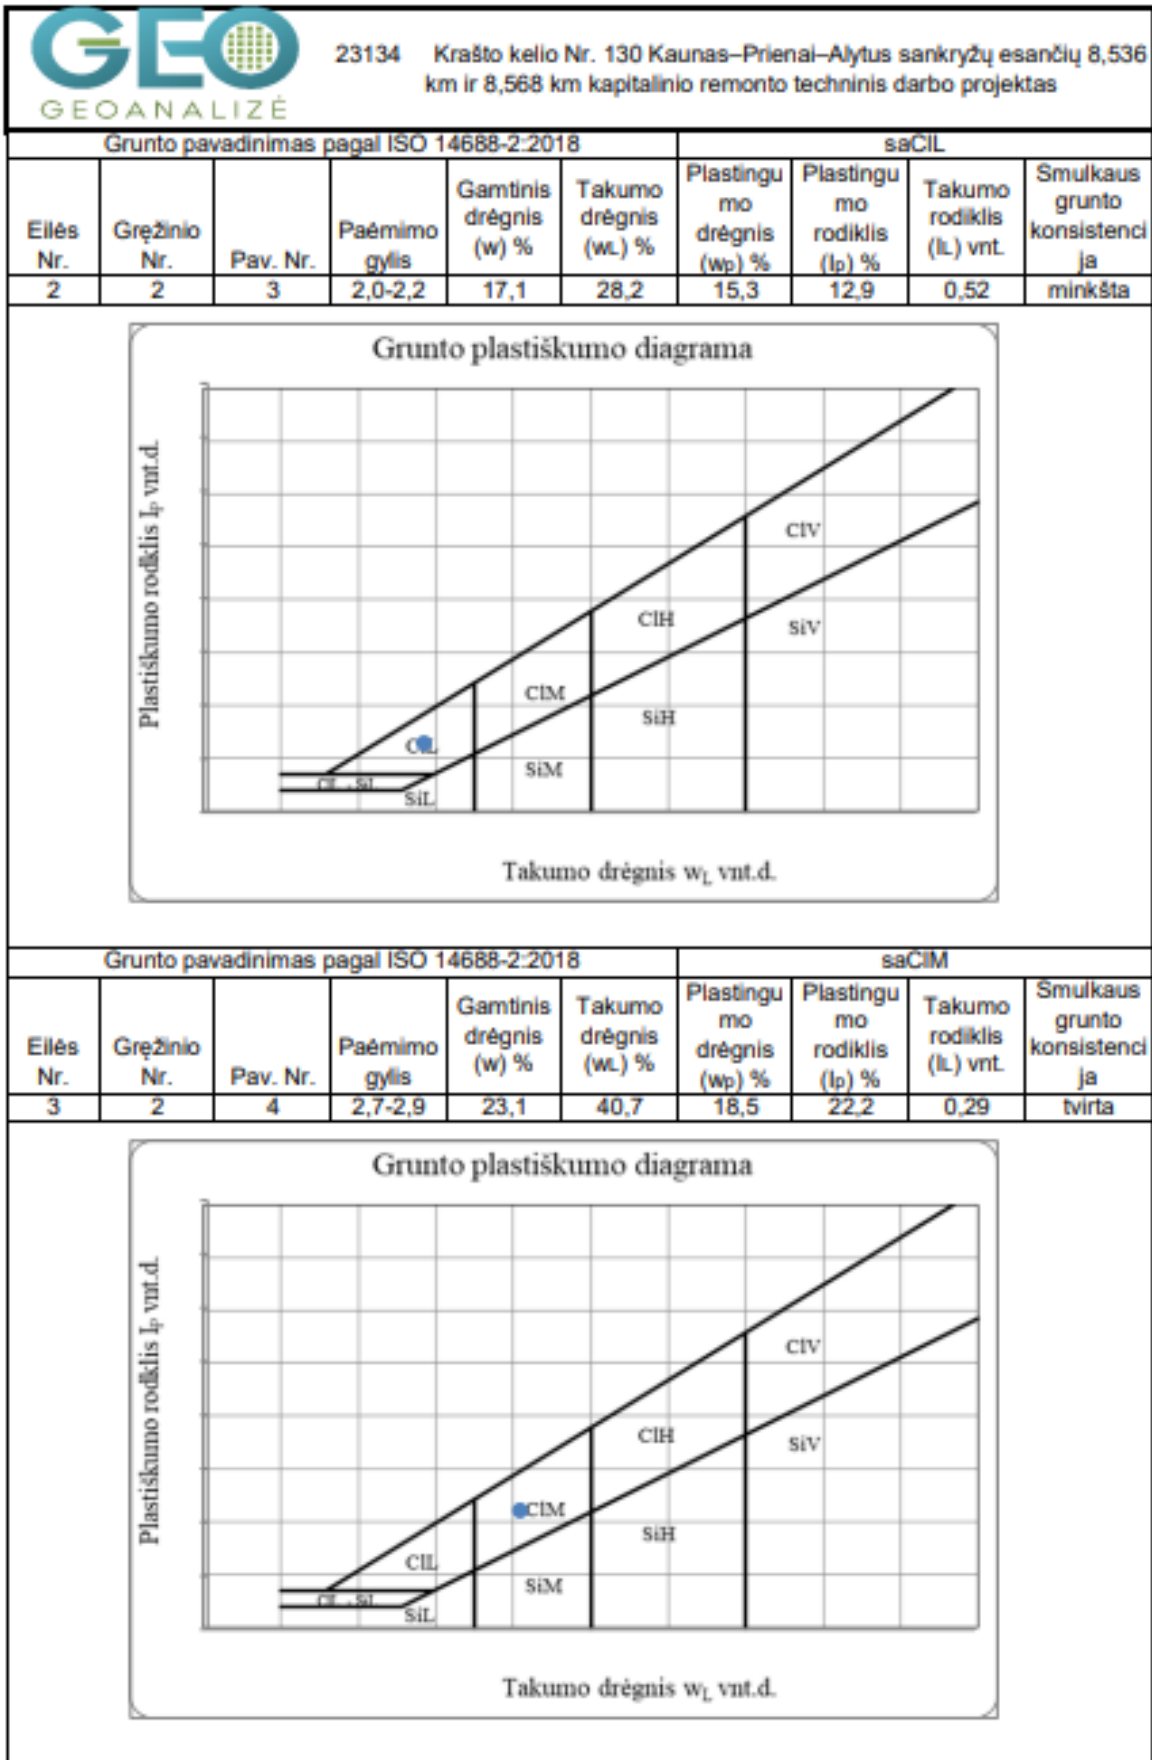 GEO
GEOANALIZĖ
23134 Krašto kelio Nr. 130 Kaunas–Prienai–Alytus sankryžų esančių 8,536
km ir 8,568 km kapitalinio remonto techninis darbo projektas
Grunto pavadinimas pagal ISO 14688-2:2018 saClL
Eilės Nr. Gręžinio Nr. Pav. Nr. Paėmimo gylis Gamtinis drėgnis (w) % Takumo drėgnis (wL) % Plastingu mo drėgnis (wp) % Plastingu mo rodiklis (Ip) % Takumo rodiklis (IL) vnt. Smulkaus grunto konsistenci ja
2 2 3 2,0-2,2 17,1 28,2 15,3 12,9 0,52 minkšta
Grunto plastiškumo diagrama
Plastiškumo rodklis Ip vnt.d.
ClV
ClH
SiV
ClM
SiH
ClL
SiM
ClL - SiL
SiL
Takumo drėgnis wL vnt.d.
Grunto pavadinimas pagal ISO 14688-2:2018 saClM
Eilės Nr. Gręžinio Nr. Pav. Nr. Paėmimo gylis Gamtinis drėgnis (w) % Takumo drėgnis (wL) % Plastingu mo drėgnis (wp) % Plastingu mo rodiklis (Ip) % Takumo rodiklis (IL) vnt. Smulkaus grunto konsistenci ja
3 2 4 2,7-2,9 23,1 40,7 18,5 22,2 0,29 tvirta
Grunto plastiškumo diagrama
Plastiškumo rodklis Ip vnt.d.
ClV
ClH
SiV
ClM
SiH
ClL
SiM
ClL - SiL
SiL
Takumo drėgnis wL vnt.d.